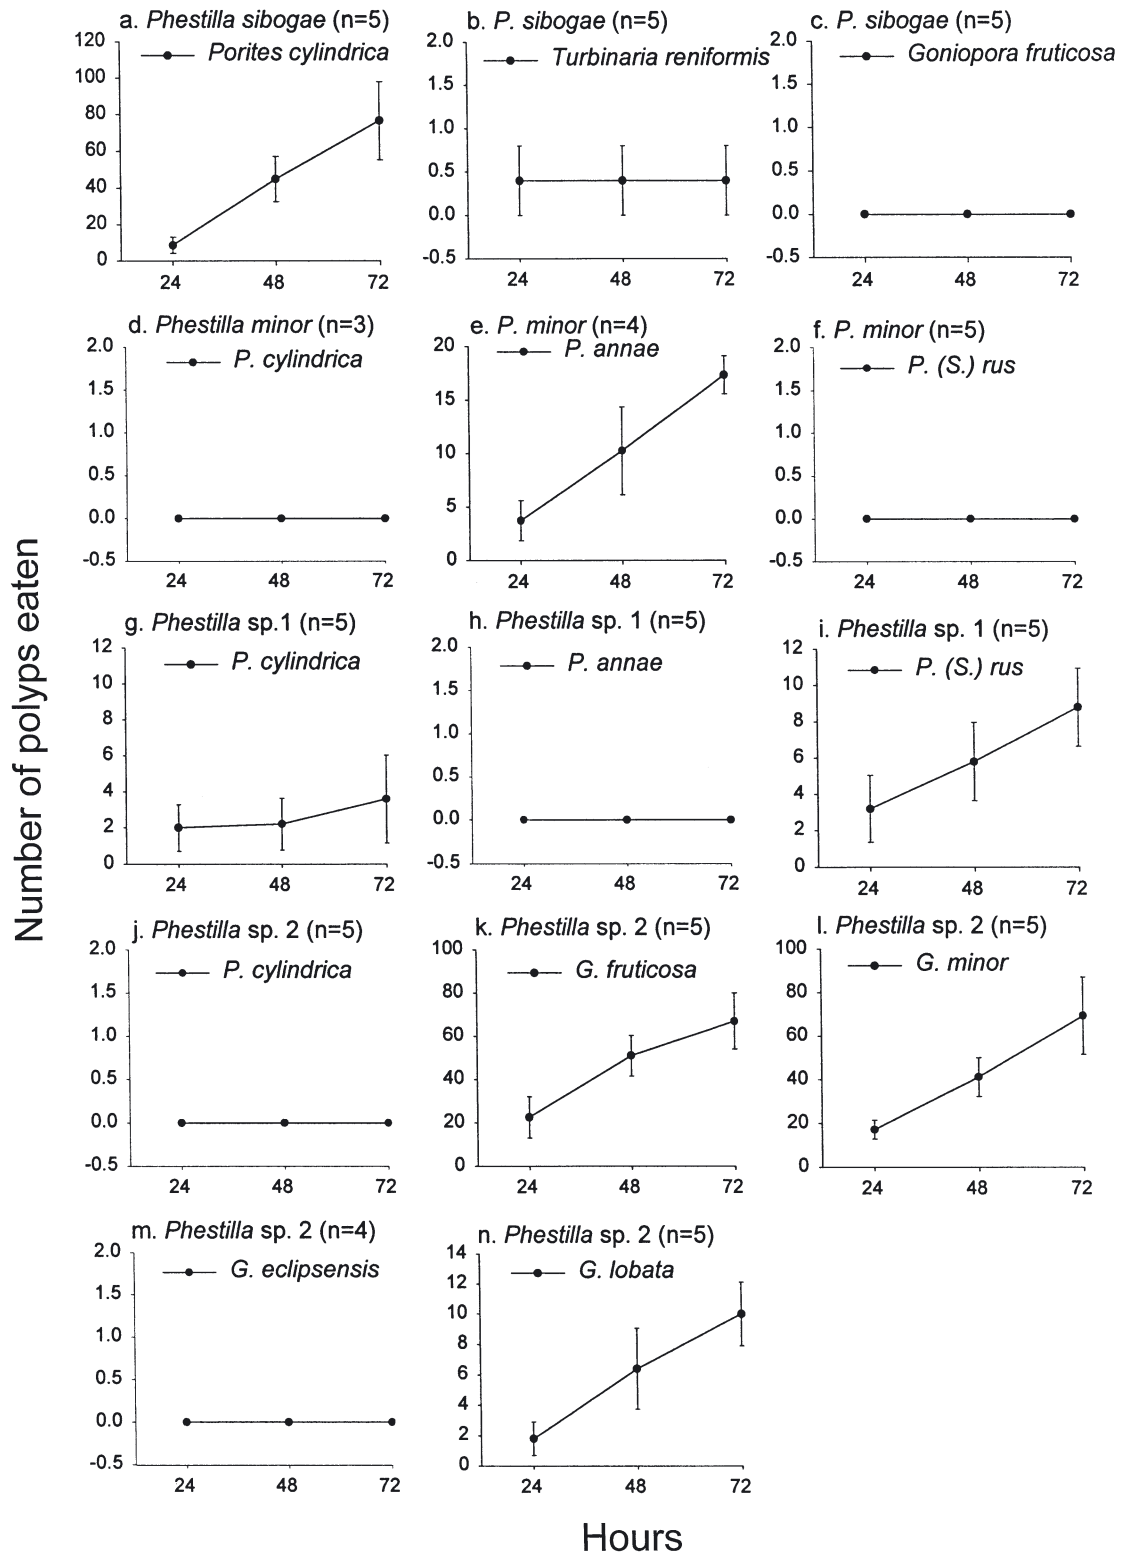 a. Phestilla sibogae (n=5)
Porites cylindrica
120
100
80
60
40
20
0
24 48 72
b. P. sibogae (n=5)
Turbinaria reniformis
2.0
1.5
1.0
0.5
0.0
-0.5
24 48 72
c. P. sibogae (n=5)
Goniopora fruticosa
2.0
1.5
1.0
0.5
0.0
-0.5
24 48 72
d. Phestilla minor (n=3)
P. cylindrica
2.0
1.5
1.0
0.5
0.0
-0.5
24 48 72
e. P. minor (n=4)
P. annae
20
15
10
5
0
24 48 72
f. P. minor (n=5)
P. (S.) rus
2.0
1.5
1.0
0.5
0.0
-0.5
24 48 72
g. Phestilla sp.1 (n=5)
P. cylindrica
12
10
8
6
4
2
0
24 48 72
h. Phestilla sp. 1 (n=5)
P. annae
2.0
1.5
1.0
0.5
0.0
-0.5
24 48 72
i. Phestilla sp. 1 (n=5)
P. (S.) rus
12
10
8
6
4
2
0
24 48 72
j. Phestilla sp. 2 (n=5)
P. cylindrica
2.0
1.5
1.0
0.5
0.0
-0.5
24 48 72
k. Phestilla sp. 2 (n=5)
G. fruticosa
100
80
60
40
20
0
24 48 72
l. Phestilla sp. 2 (n=5)
G. minor
100
80
60
40
20
0
24 48 72
m. Phestilla sp. 2 (n=4)
G. eclipsensis
2.0
1.5
1.0
0.5
0.0
-0.5
24 48 72
n. Phestilla sp. 2 (n=5)
G. lobata
14
12
10
8
6
4
2
0
24 48 72
Number of polyps eaten
Hours